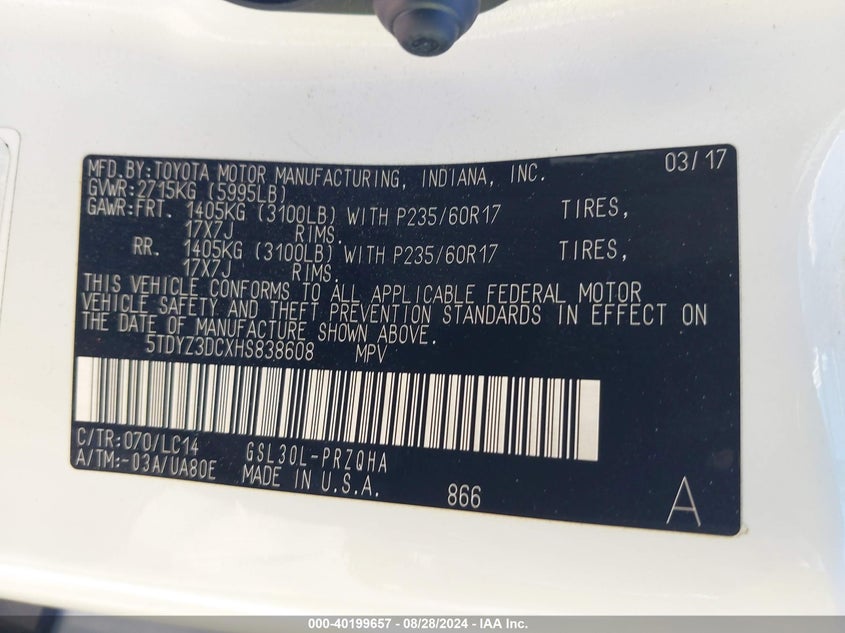 MFD.BY:TOYOTA MOTOR MANUFACTURING, INDIANA, INC. 03/17
GVWR:2715KG (5995LB)
GAWR:FRT. 1405KG (3100LB) WITH P235/60R17 TIRES,
17X7J RIMS.
RR. 1405KG (3100LB) WITH P235/60R17 TIRES,
17X7J RIMS.
THIS VEHICLE CONFORMS TO ALL APPLICABLE FEDERAL MOTOR
VEHICLE SAFETY AND THEFT PREVENTION STANDARDS IN EFFECT ON
THE DATE OF MANUFACTURE SHOWN ABOVE.
5TDYZ3DCXHS838608 MPV
C/TR:070/LC14 GSL30L-PRZQHA
A/TM:-03A/UA80E MADE IN U.S.A. 866 A
000-40199657 - 08/28/2024 - IAA Inc.